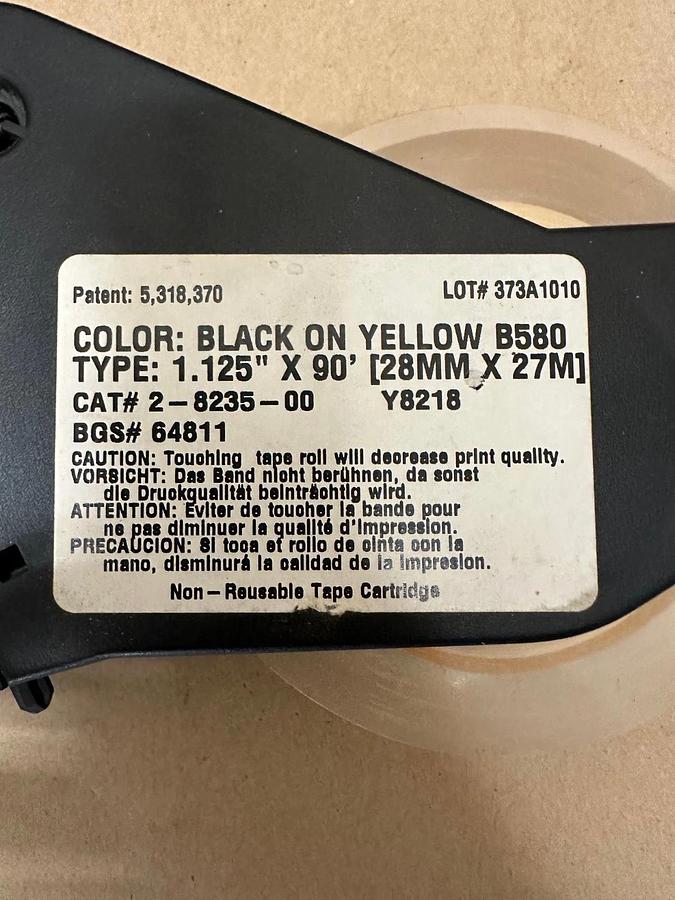 Patent: 5,318,370
LOT# 373A1010
COLOR: BLACK ON YELLOW B580
TYPE: 1.125" X 90' [28MM X 27M]
CAT# 2-8235-00 Y8218
BGS# 64811
CAUTION: Touching tape roll will decrease print quality.
VORSICHT: Das Band nicht berühnen, da sonst
die Druckqualität beinträchtig wird.
ATTENTION: Eviter de toucher la bande pour
ne pas diminuer la qualité d'impression.
PRECAUCION: Si toca et rollo de cinta con la
mano, disminurá la calidad de la impresion.
Non-Reusable Tape Cartridge